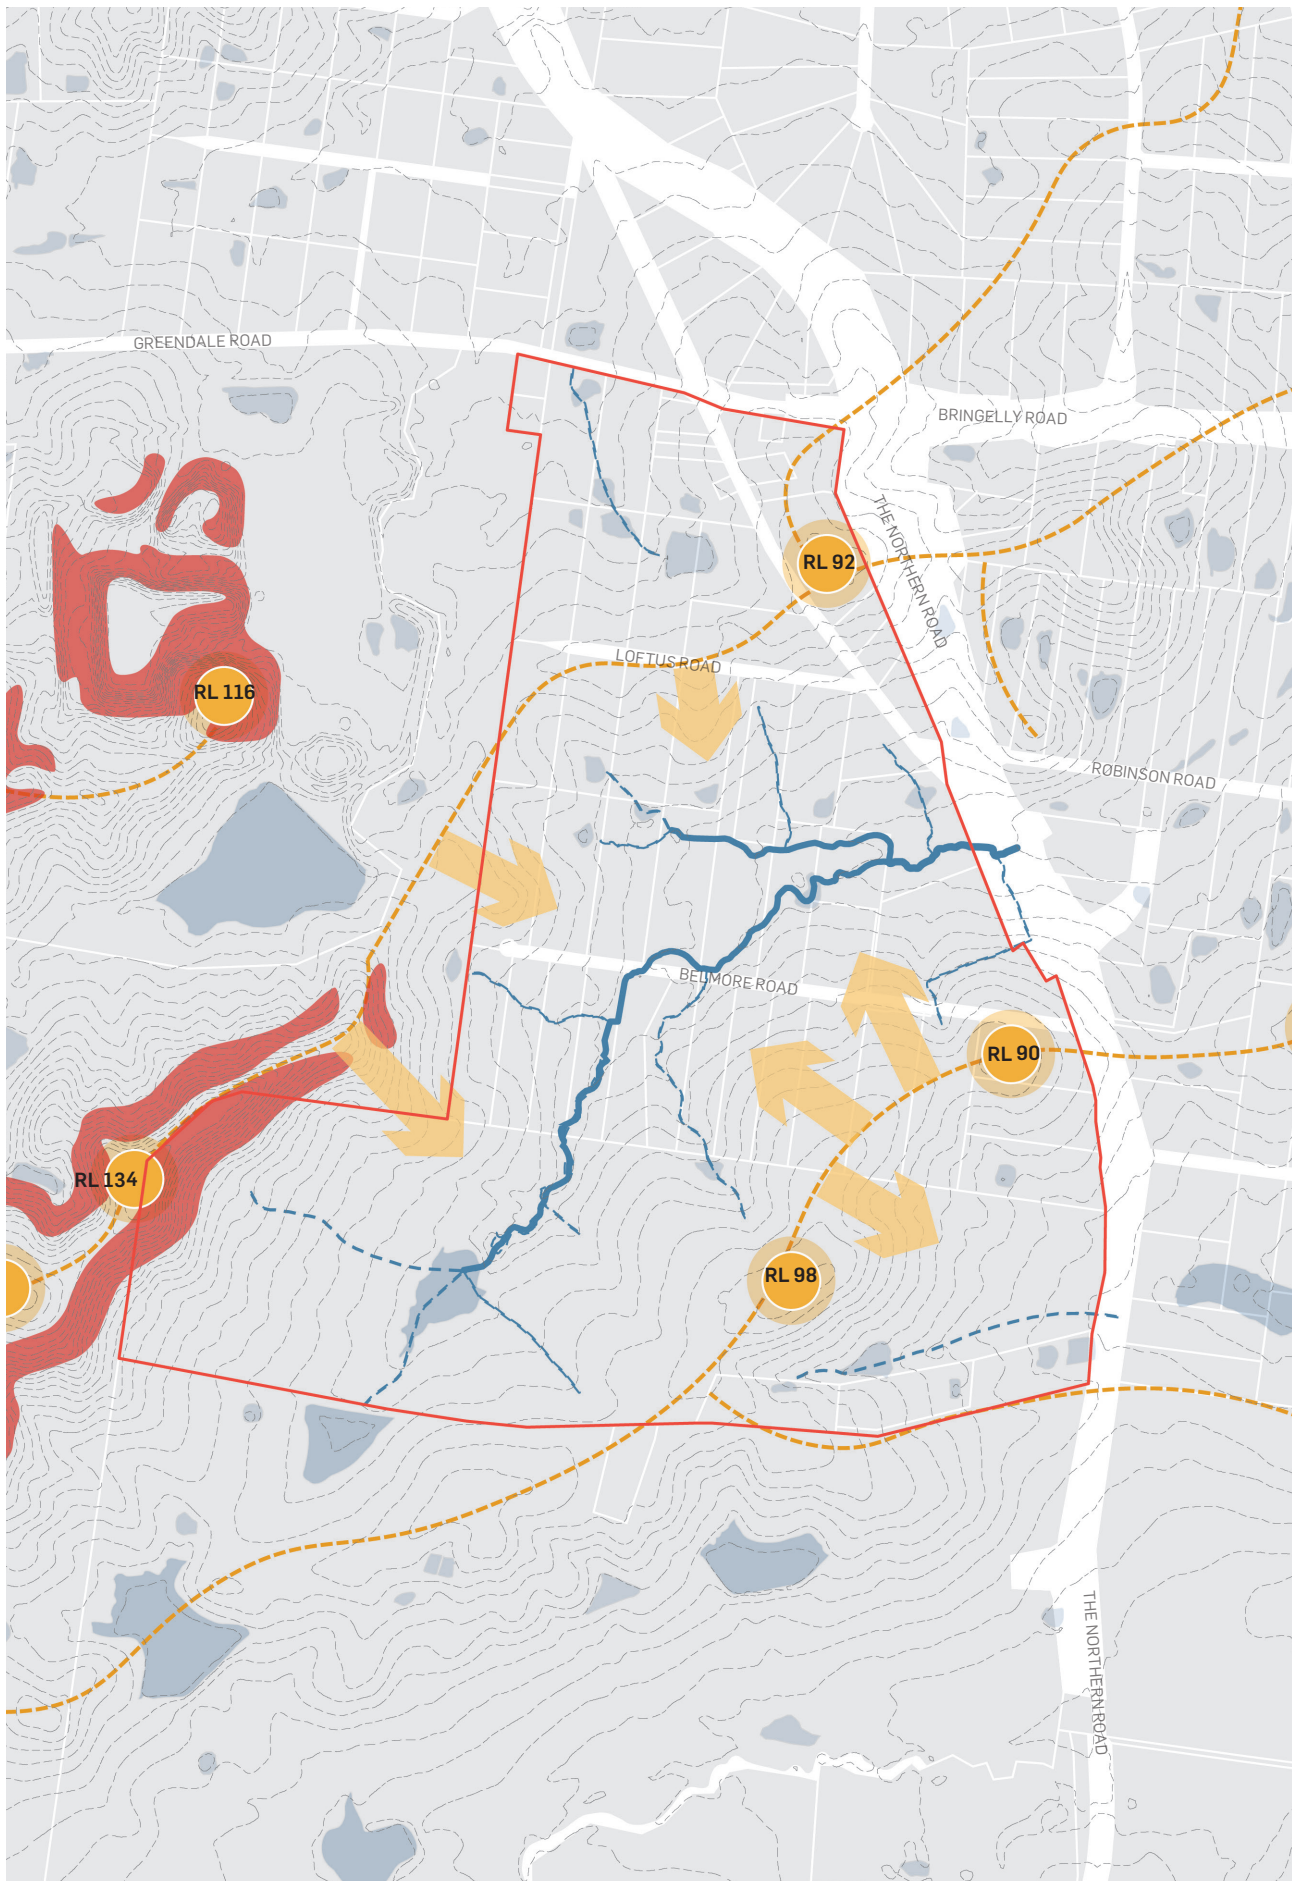 GREENDALE ROAD
BRINGELLY ROAD
THE NORTHERN ROAD
RL 92
LOFTUS ROAD
RL 116
ROBINSON ROAD
BELMORE ROAD
RL 90
RL 134
RL 98
THE NORTHERN ROAD